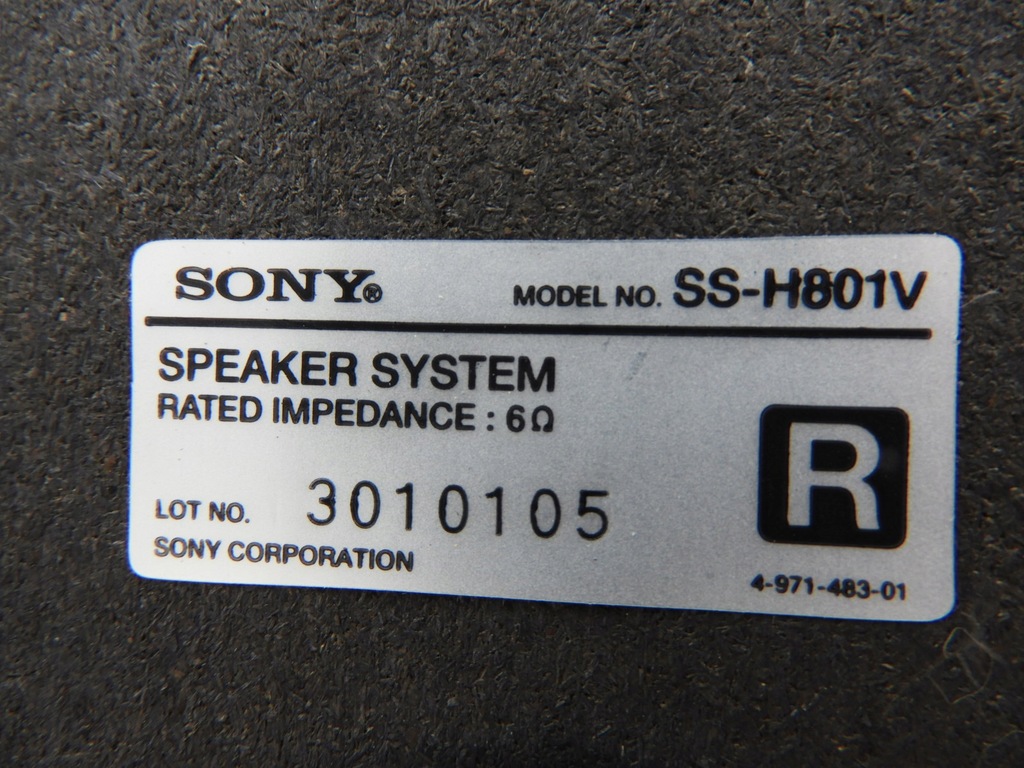 SONY® MODEL NO. SS-H801V
SPEAKER SYSTEM
RATED IMPEDANCE : 6Ω
R
LOT NO. 3010105
SONY CORPORATION
4-971-483-01